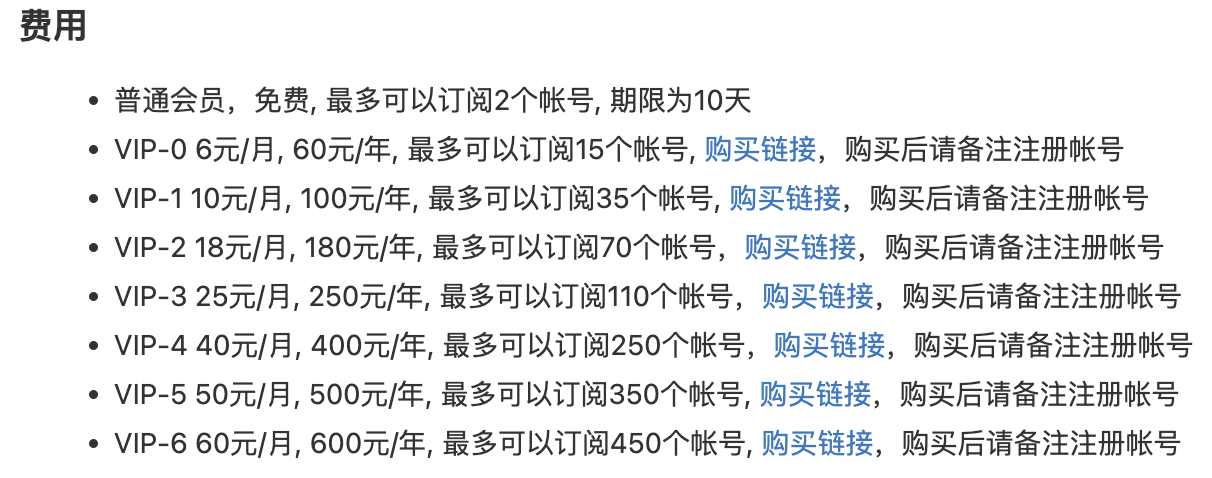 费用
普通会员，免费, 最多可以订阅2个帐号, 期限为10天
VIP-0 6元/月, 60元/年, 最多可以订阅15个帐号, 购买链接，购买后请备注注册帐号
VIP-1 10元/月, 100元/年, 最多可以订阅35个帐号, 购买链接，购买后请备注注册帐号
VIP-2 18元/月, 180元/年, 最多可以订阅70个帐号，购买链接，购买后请备注注册帐号
VIP-3 25元/月, 250元/年, 最多可以订阅110个帐号，购买链接，购买后请备注注册帐号
VIP-4 40元/月, 400元/年, 最多可以订阅250个帐号，购买链接，购买后请备注注册帐号
VIP-5 50元/月, 500元/年, 最多可以订阅350个帐号, 购买链接，购买后请备注注册帐号
VIP-6 60元/月, 600元/年, 最多可以订阅450个帐号, 购买链接，购买后请备注注册帐号